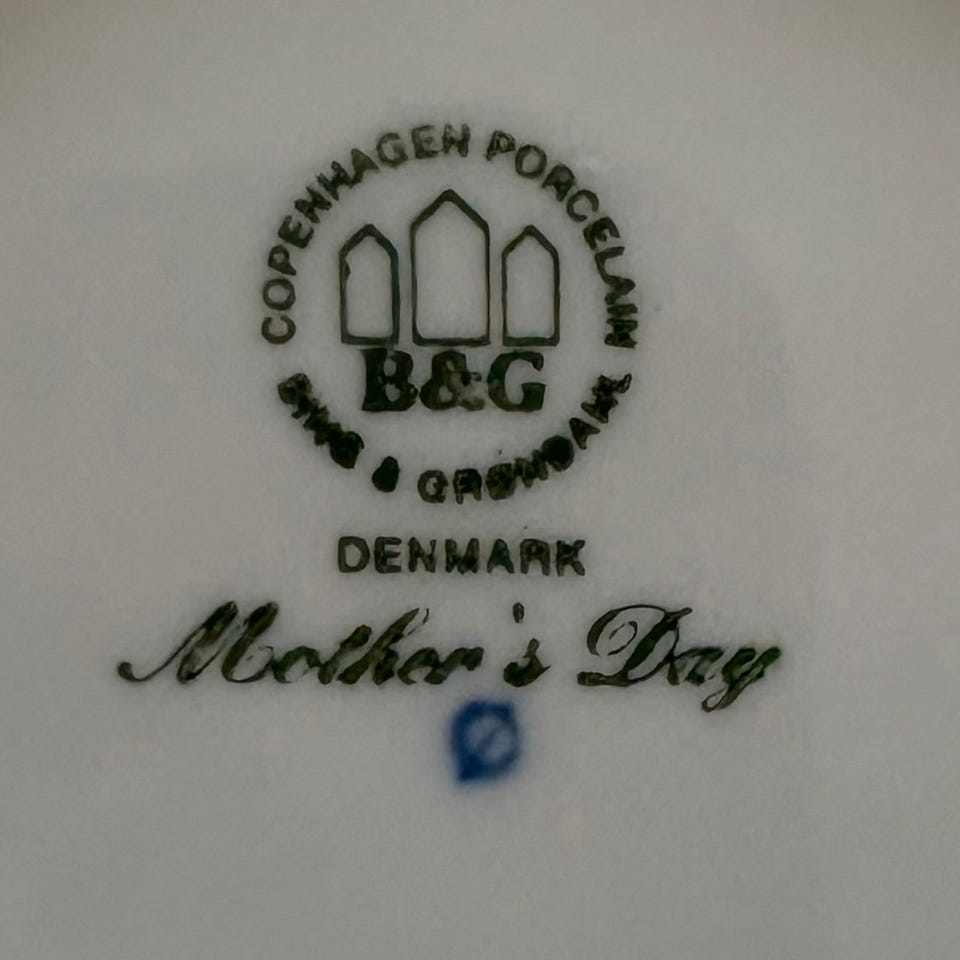 COPENHAGEN PORCELAIN
B&G
BING & GRØNDAHL
DENMARK
Mother's Day